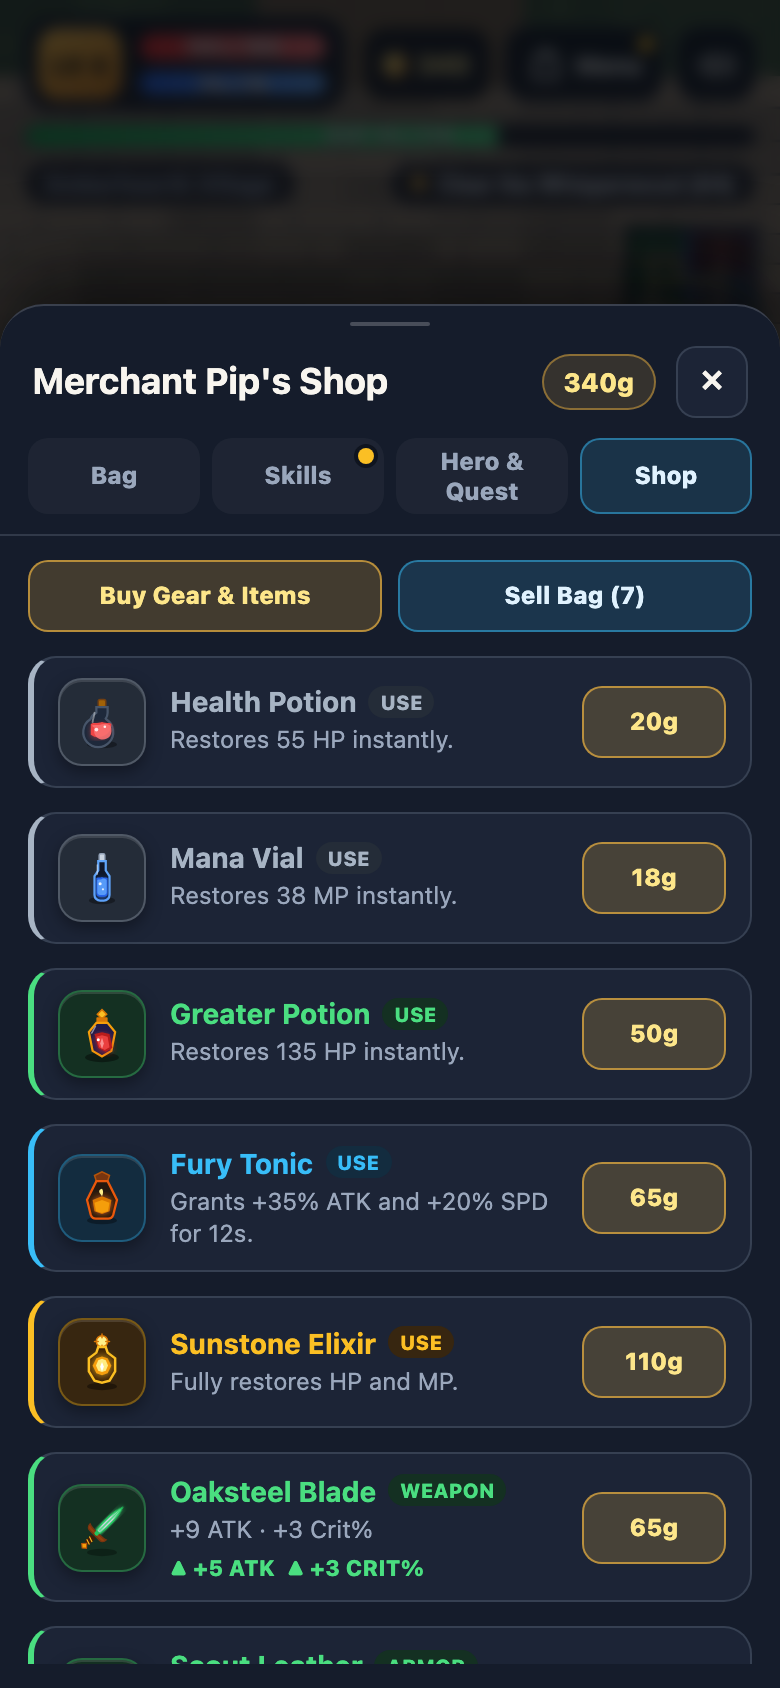 Merchant Pip's Shop
340g
✕
Bag
Skills
Hero &
Quest
Shop
Buy Gear & Items
Sell Bag (7)
Health Potion USE
Restores 55 HP instantly.
20g
Mana Vial USE
Restores 38 MP instantly.
18g
Greater Potion USE
Restores 135 HP instantly.
50g
Fury Tonic USE
Grants +35% ATK and +20% SPD
for 12s.
65g
Sunstone Elixir USE
Fully restores HP and MP.
110g
Oaksteel Blade WEAPON
+9 ATK · +3 Crit%
▲ +5 ATK ▲ +3 CRIT%
65g
Scout Leather ARMOR